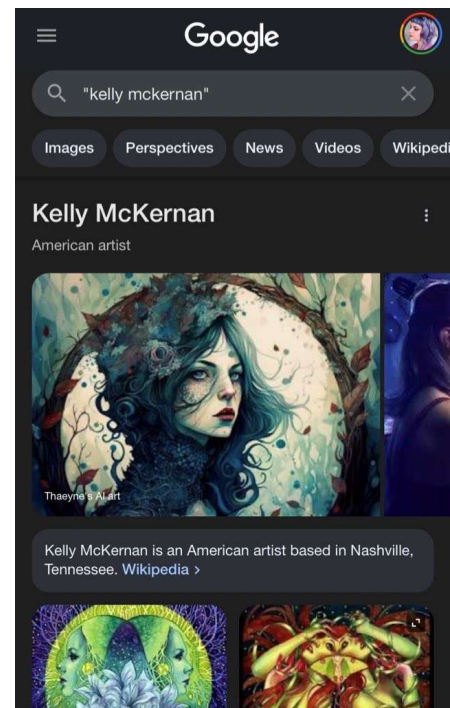 Google
"kelly mckernan"
Images Perspectives News Videos Wikipedi
Kelly McKernan
American artist
Thaeyne's AI art
Kelly McKernan is an American artist based in Nashville,
Tennessee. Wikipedia >